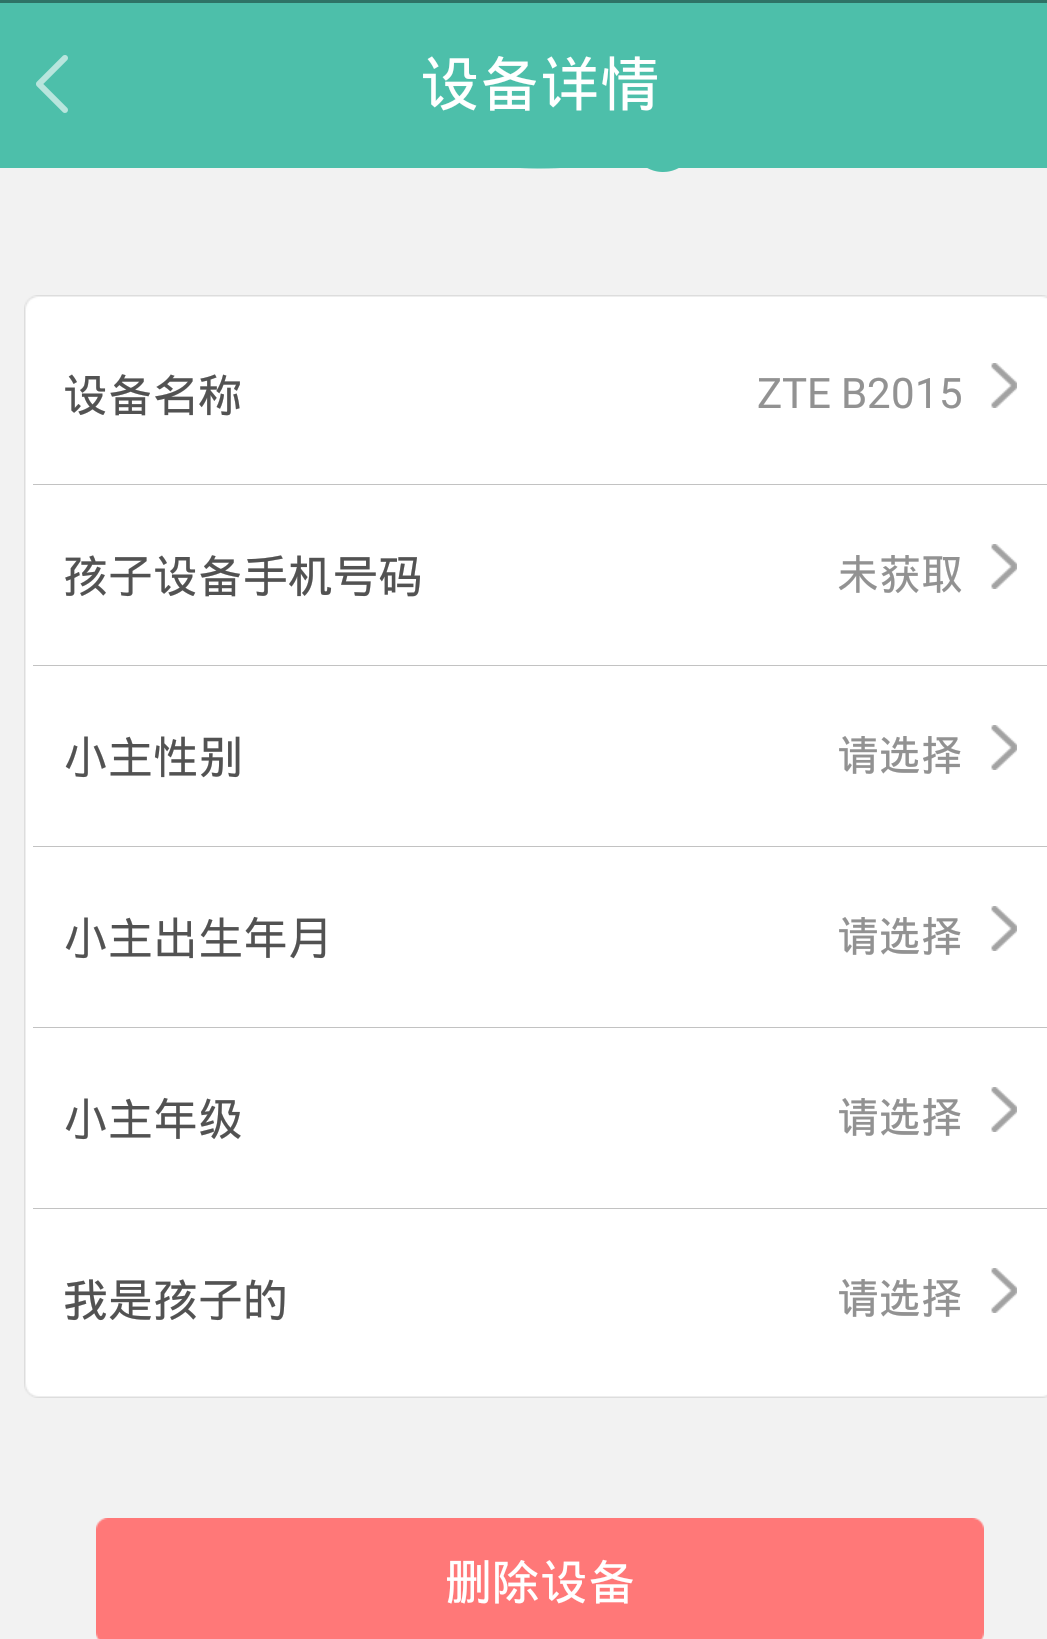 设备详情
设备名称 ZTE B2015
孩子设备手机号码 未获取
小主性别 请选择
小主出生年月 请选择
小主年级 请选择
我是孩子的 请选择
删除设备